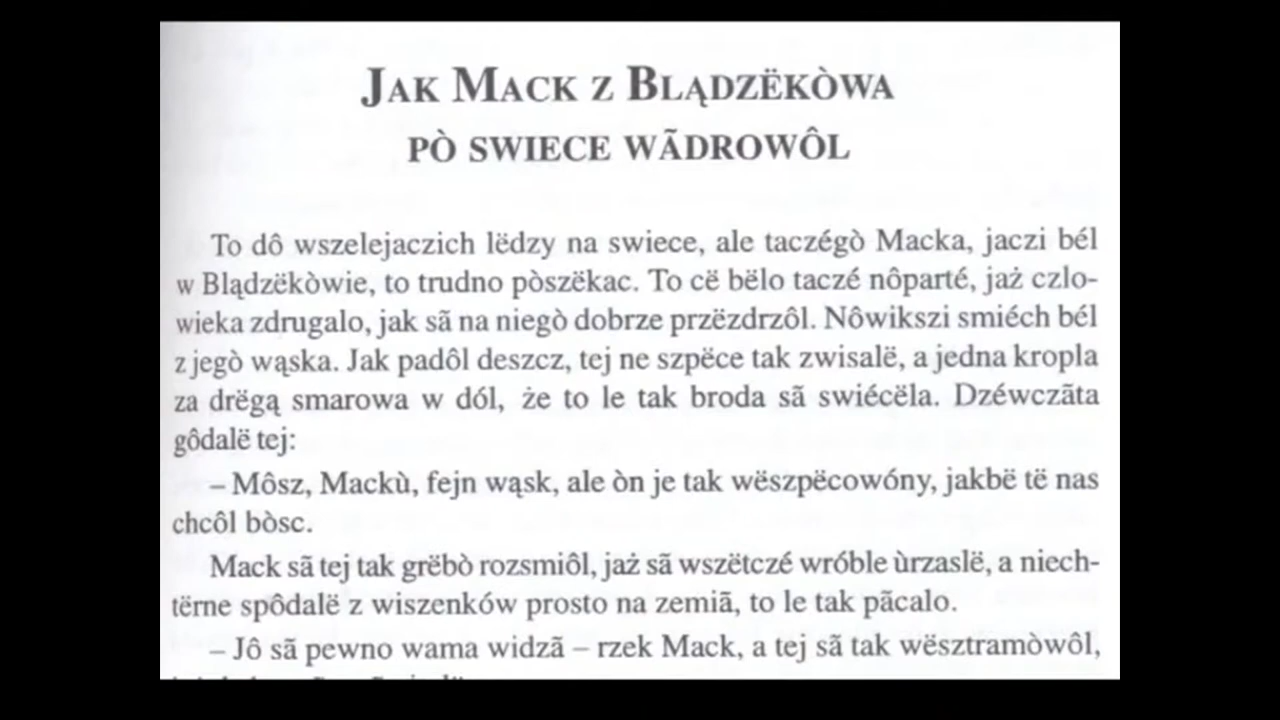 JAK MACK Z BLĄDZËKÒWA
PÒ SWIECE WÃDROWÔL
To dô wszelejaczich lëdzy na swiece, ale taczégò Macka, jaczi bél
w Blądzëkòwie, to trudno pòszëkac. To cë bëlo taczé nôparté, jaż czlo-
wieka zdrugalo, jak sã na niegò dobrze przëzdrzôl. Nôwikszi smiéch bél
z jegò wąska. Jak padôl deszcz, tej ne szpëce tak zwisalë, a jedna kropla
za drëgą smarowa w dól, że to le tak broda sã swiécëla. Dzéwczãta
gôdalë tej:
– Môsz, Mackù, fejn wąsk, ale òn je tak wëszpëcowóny, jakbë të nas
chcôl bòsc.
Mack sã tej tak grëbò rozsmiôl, jaż sã wszëtczé wróble ùrzaslë, a niech-
tërne spôdalë z wiszenków prosto na zemiã, to le tak pãcalo.
– Jô sã pewno wama widzã – rzek Mack, a tej sã tak wësztramòwôl,